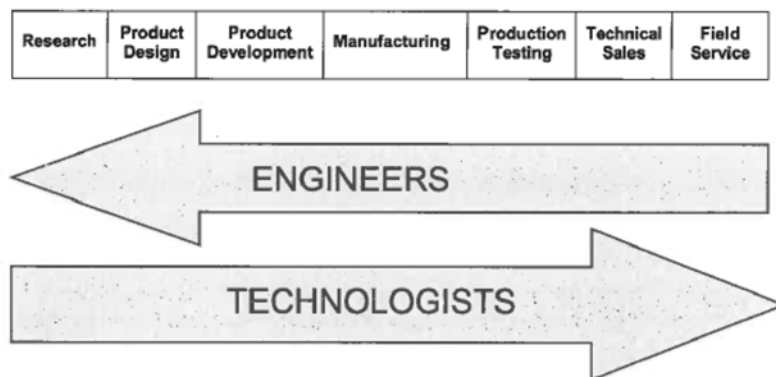 Research
Product
Design
Product
Development
Manufacturing
Production
Testing
Technical
Sales
Field
Service
ENGINEERS
TECHNOLOGISTS